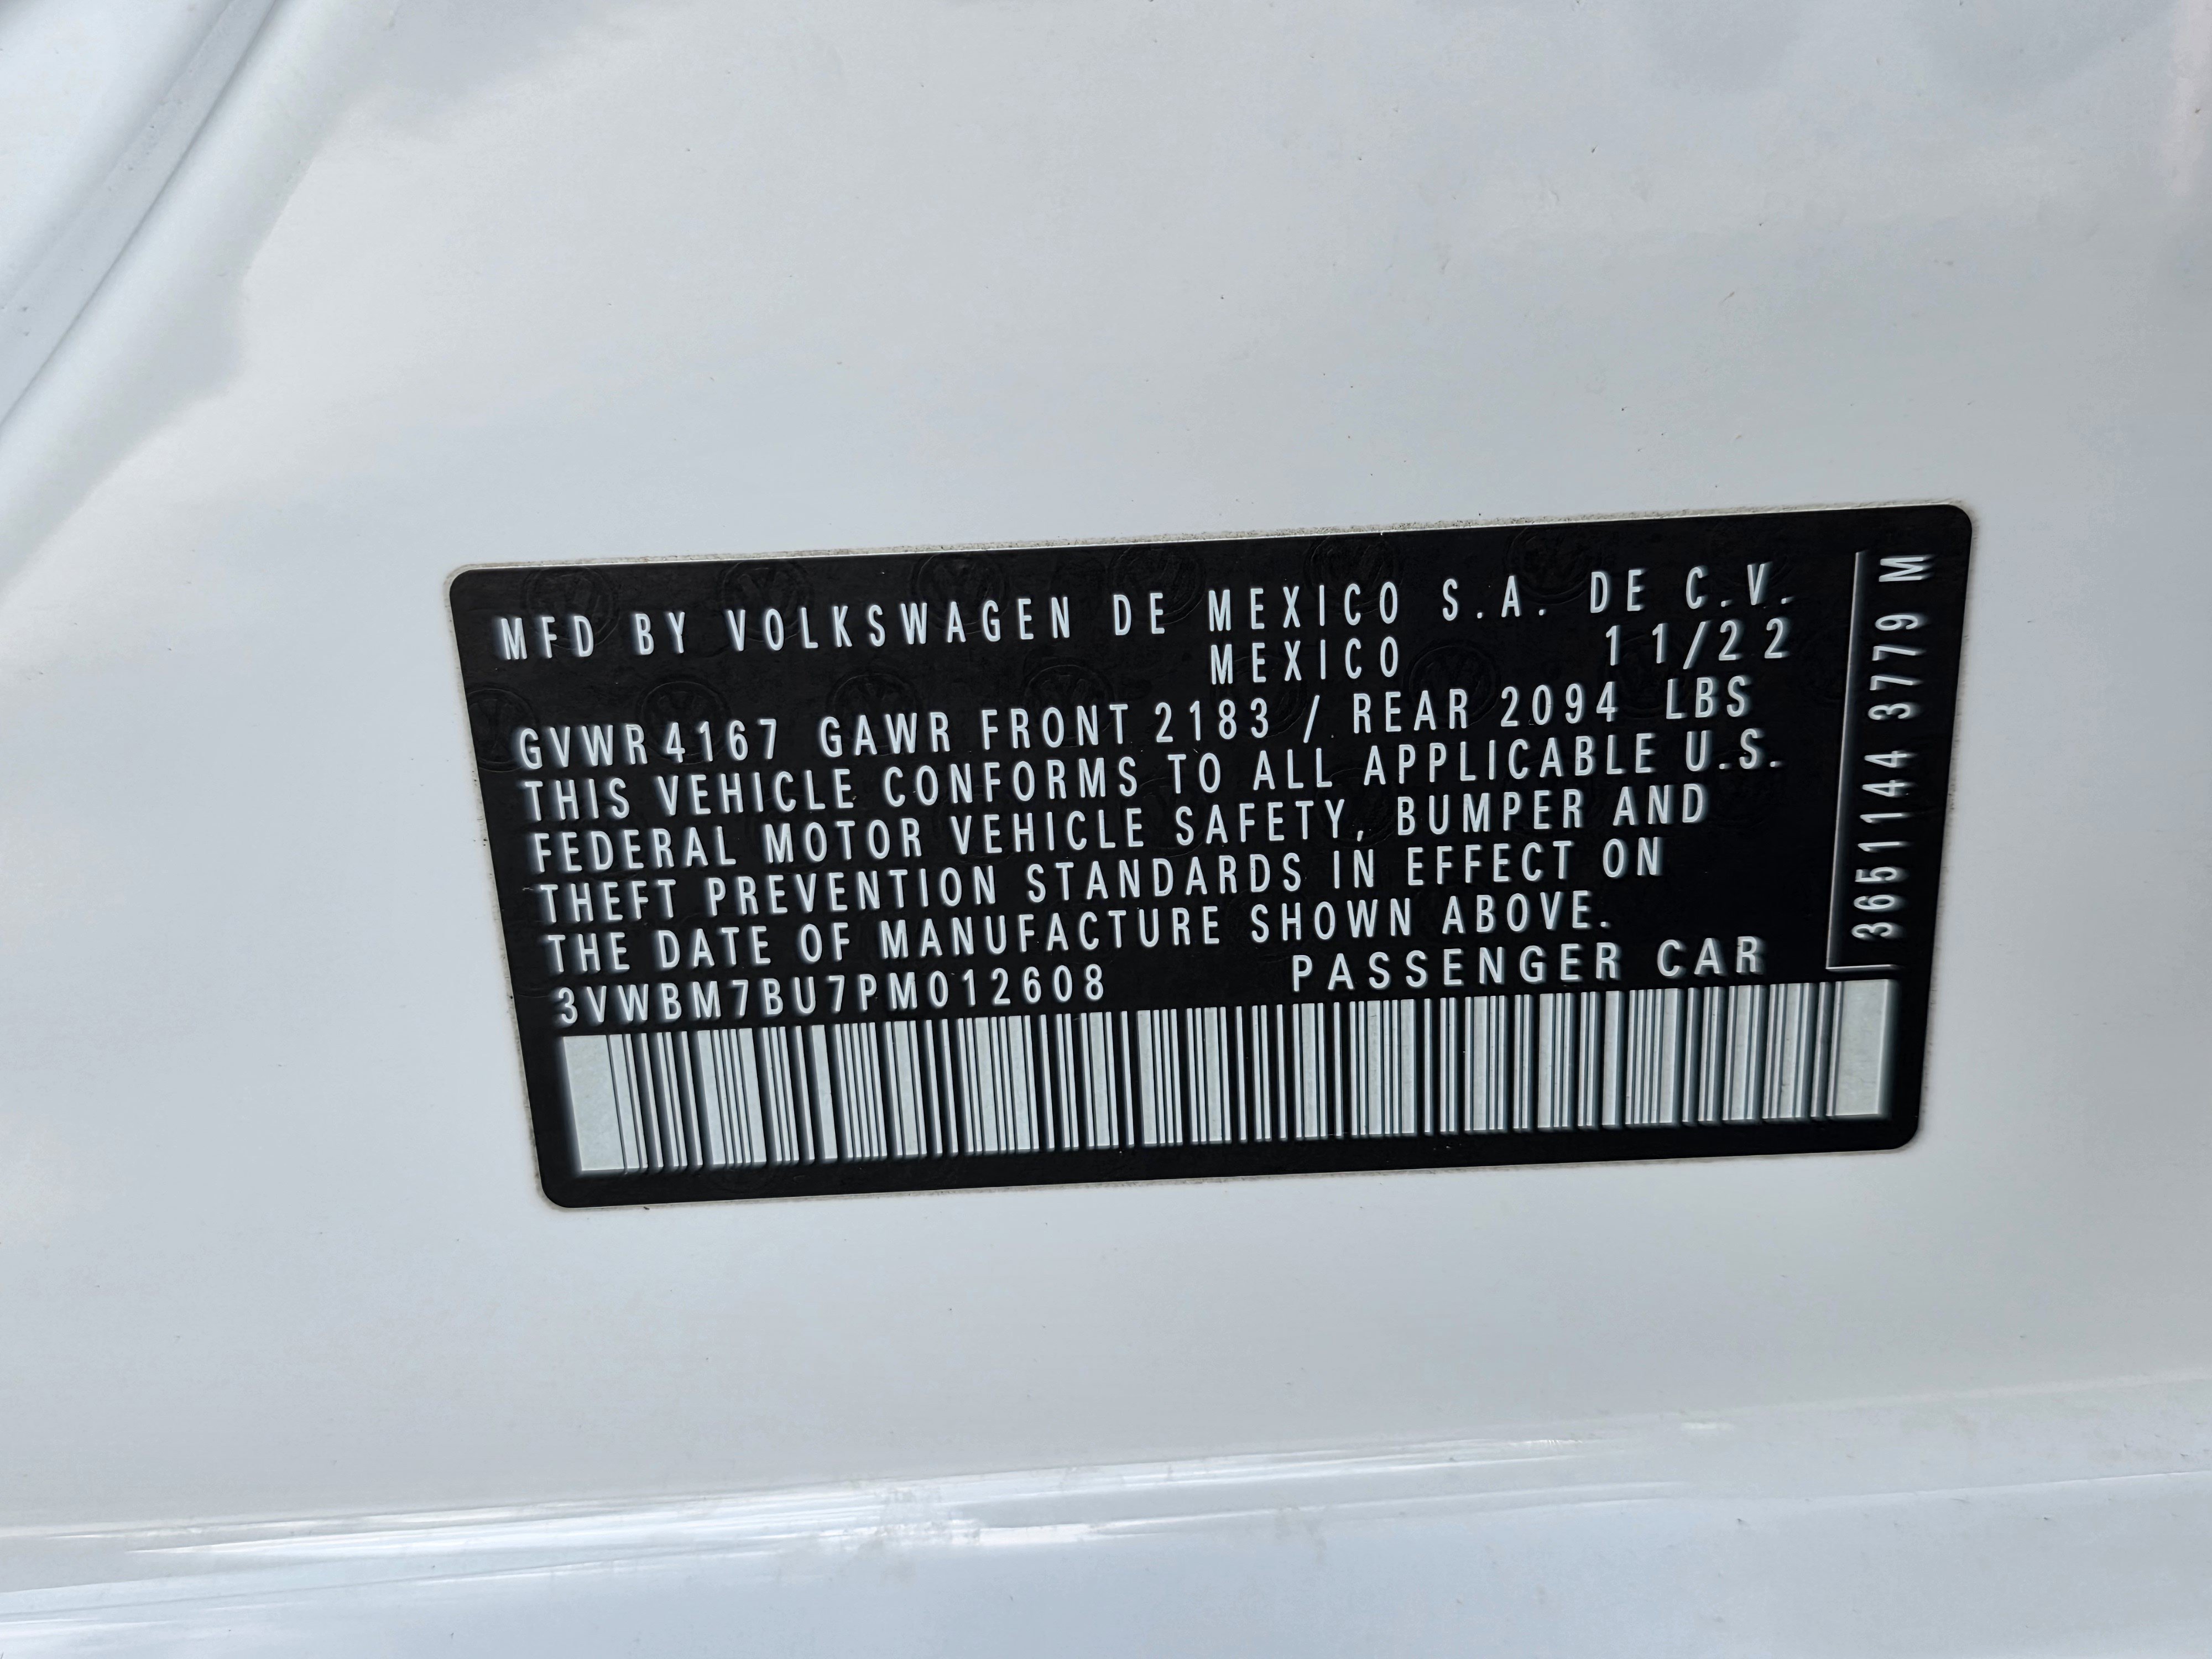 MFD BY VOLKSWAGEN DE MEXICO S.A. DE C.V.
MEXICO 11/22
GVWR 4167 GAWR FRONT 2183 / REAR 2094 LBS
THIS VEHICLE CONFORMS TO ALL APPLICABLE U.S.
FEDERAL MOTOR VEHICLE SAFETY, BUMPER AND
THEFT PREVENTION STANDARDS IN EFFECT ON
THE DATE OF MANUFACTURE SHOWN ABOVE.
3VWBM7BU7PM012608 PASSENGER CAR
3651144 3779 M